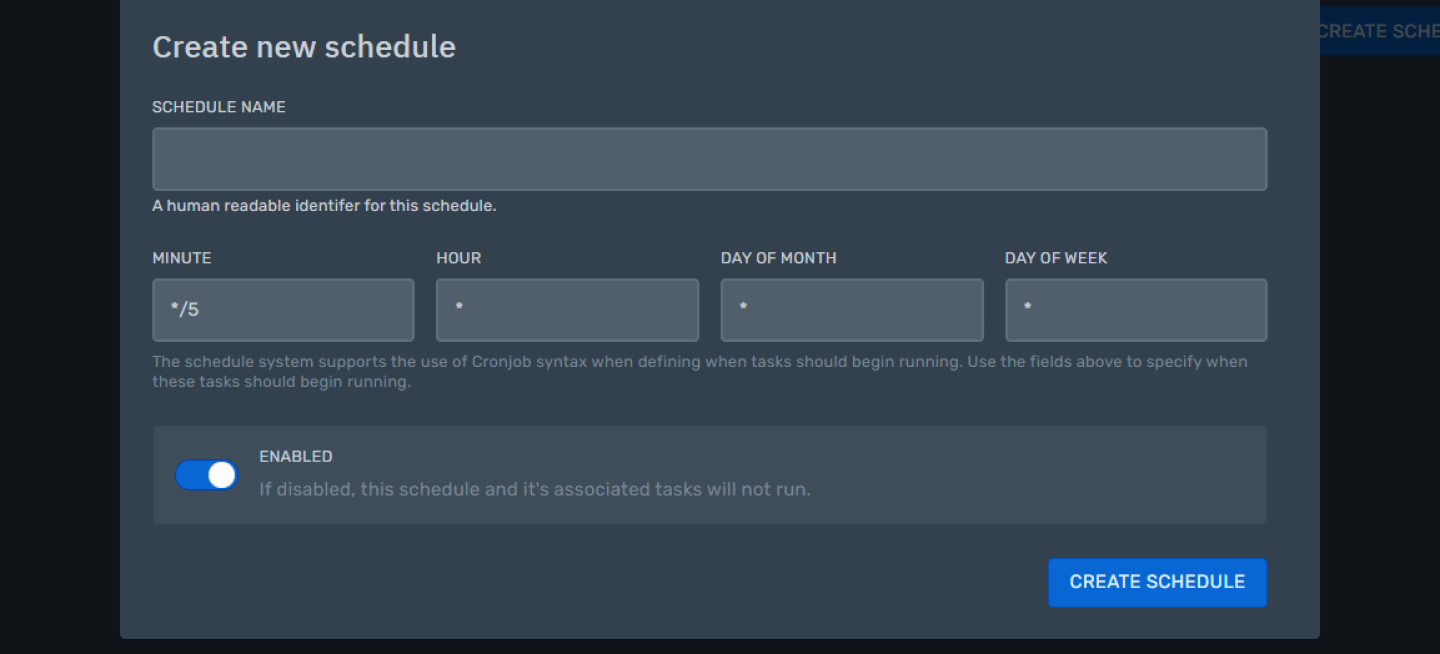 CREATE SCHE
Create new schedule
SCHEDULE NAME
A human readable identifer for this schedule.
MINUTE HOUR DAY OF MONTH DAY OF WEEK
*/5 * * *
The schedule system supports the use of Cronjob syntax when defining when tasks should begin running. Use the fields above to specify when
these tasks should begin running.
ENABLED
If disabled, this schedule and it's associated tasks will not run.
CREATE SCHEDULE